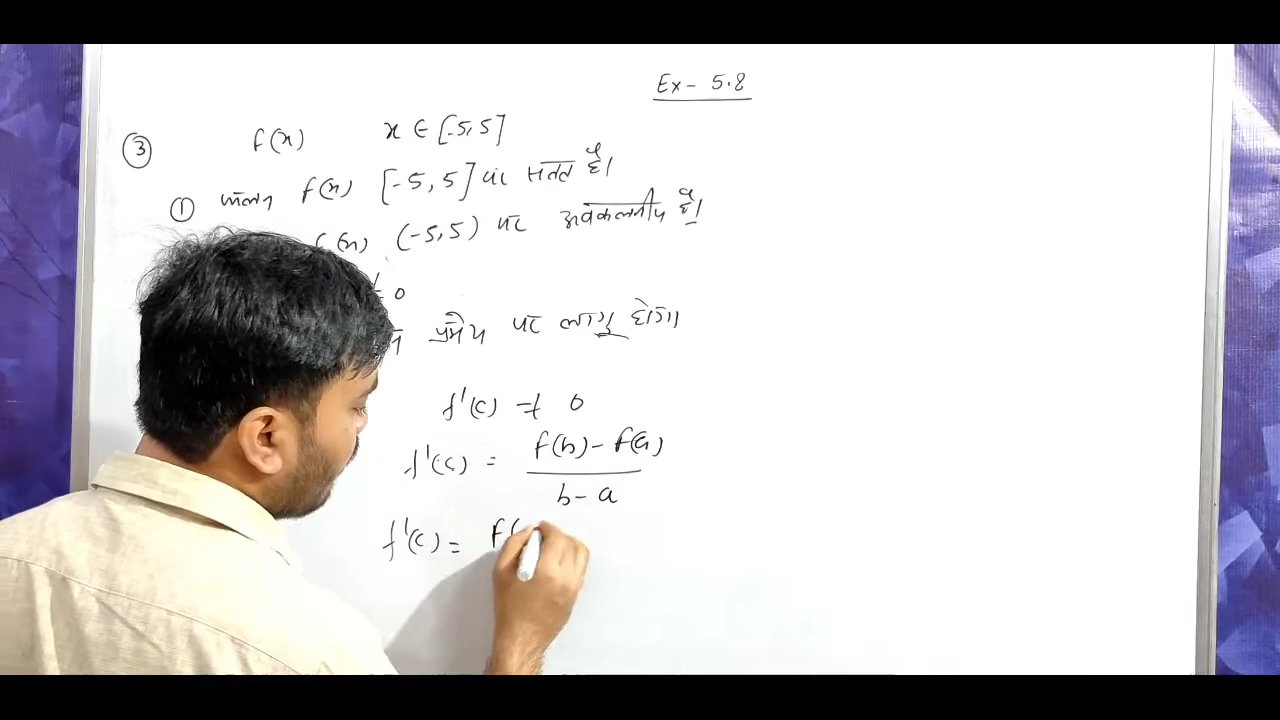 Ex - 5.8
③ f(x) x ∈ [-5, 5]
① फलन f(x) [-5, 5] पर सतत है।
f(x) (-5, 5) पर अवकलनीय है।
0
प्रमेय पर लागू होगा
f'(c) ≠ 0
f'(c) = f(b) - f(a) / b - a
f'(c) = f(